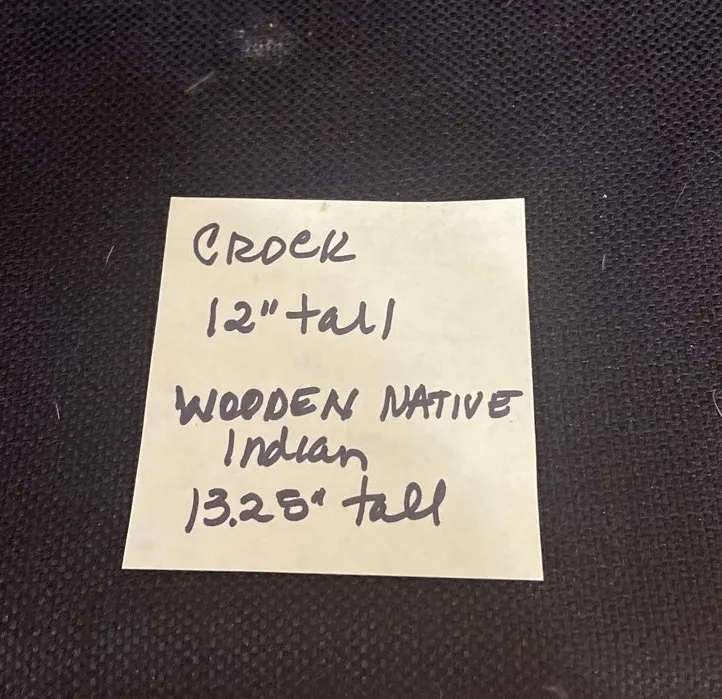 CROCK
12" tall
WOODEN NATIVE
Indian
13.25" tall